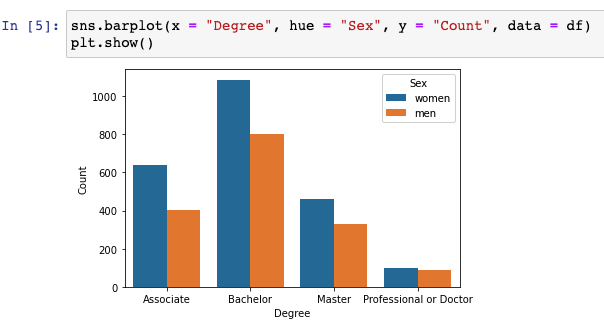 In [5]: sns.barplot(x = "Degree", hue = "Sex", y = "Count", data = df)
plt.show()
Sex
women
men
1000
800
600
400
200
0
Count
Associate Bachelor Master Professional or Doctor
Degree